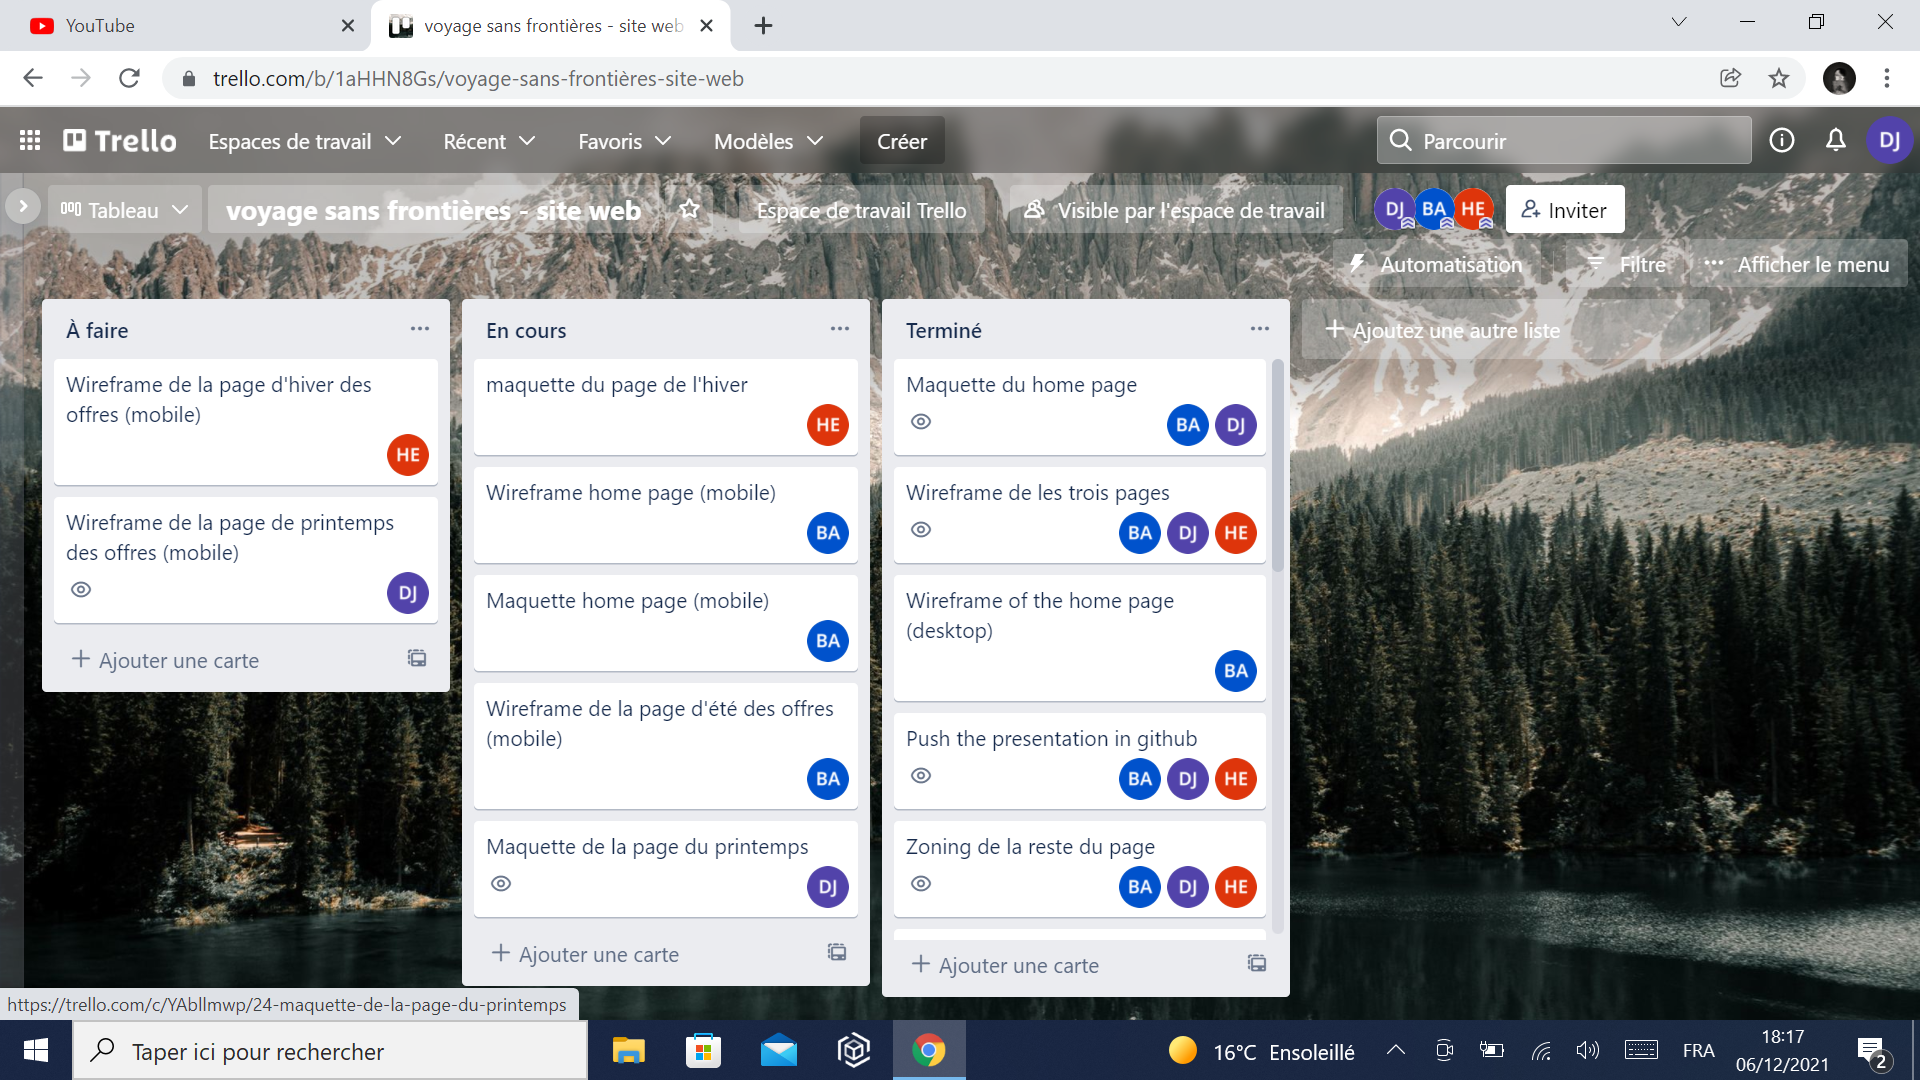 YouTube
voyage sans frontières - site web
trello.com/b/1aHHN8Gs/voyage-sans-frontières-site-web
Trello
Espaces de travail
Récent
Favoris
Modèles
Créer
Parcourir
DJ
Tableau
voyage sans frontières - site web
Espace de travail Trello
Visible par l'espace de travail
DJ
BA
HE
Inviter
Automatisation
Filtre
Afficher le menu
À faire
Wireframe de la page d'hiver des
offres (mobile)
HE
Wireframe de la page de printemps
des offres (mobile)
DJ
Ajouter une carte
En cours
maquette du page de l'hiver
HE
Wireframe home page (mobile)
BA
Maquette home page (mobile)
BA
Wireframe de la page d'été des offres
(mobile)
BA
Maquette de la page du printemps
DJ
Ajouter une carte
Terminé
Maquette du home page
BA DJ
Wireframe de les trois pages
BA DJ HE
Wireframe of the home page
(desktop)
BA
Push the presentation in github
BA DJ HE
Zoning de la reste du page
BA DJ HE
Ajouter une carte
Ajoutez une autre liste
https://trello.com/c/YAbllmwp/24-maquette-de-la-page-du-printemps
Taper ici pour rechercher
16°C Ensoleillé
FRA
18:17
06/12/2021
2